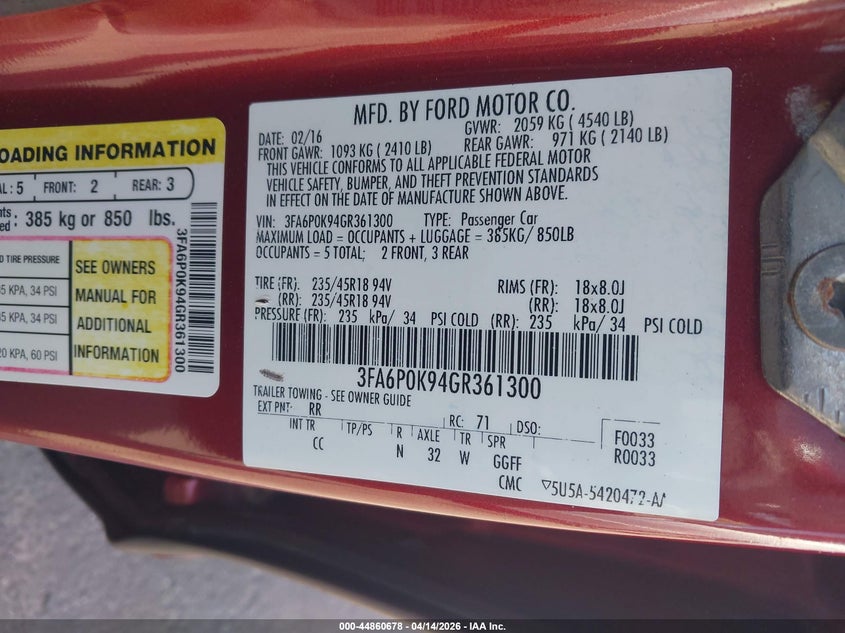 OADING INFORMATION
AL : 5 FRONT: 2 REAR: 3
nts
ed : 385 kg or 850 lbs.
D TIRE PRESSURE
35 KPA, 34 PSI
35 KPA, 34 PSI
20 KPA, 60 PSI
SEE OWNERS
MANUAL FOR
ADDITIONAL
INFORMATION
3FA6P0K94GR361300
MFD. BY FORD MOTOR CO.
DATE: 02/16 GVWR: 2059 KG ( 4540 LB)
FRONT GAWR: 1093 KG ( 2410 LB) REAR GAWR: 971 KG ( 2140 LB)
THIS VEHICLE CONFORMS TO ALL APPLICABLE FEDERAL MOTOR
VEHICLE SAFETY, BUMPER, AND THEFT PREVENTION STANDARDS
IN EFFECT ON THE DATE OF MANUFACTURE SHOWN ABOVE.
VIN: 3FA6P0K94GR361300 TYPE: Passenger Car
MAXIMUM LOAD = OCCUPANTS + LUGGAGE = 385KG/ 850LB
OCCUPANTS = 5 TOTAL; 2 FRONT, 3 REAR
TIRE (FR): 235/45R18 94V RIMS (FR): 18x8.0J
(RR): 235/45R18 94V (RR): 18x8.0J
PRESSURE (FR): 235 kPa/ 34 PSI COLD (RR): 235 kPa/ 34 PSI COLD
3FA6P0K94GR361300
TRAILER TOWING - SEE OWNER GUIDE
EXT PNT: RR RC: 71 DSO: F0033
INT TR TP/PS R AXLE TR SPR R0033
CC N 32 W GGFF
CMC ▽5U5A-5420472-AA
000-44860678 - 04/14/2026 - IAA Inc.